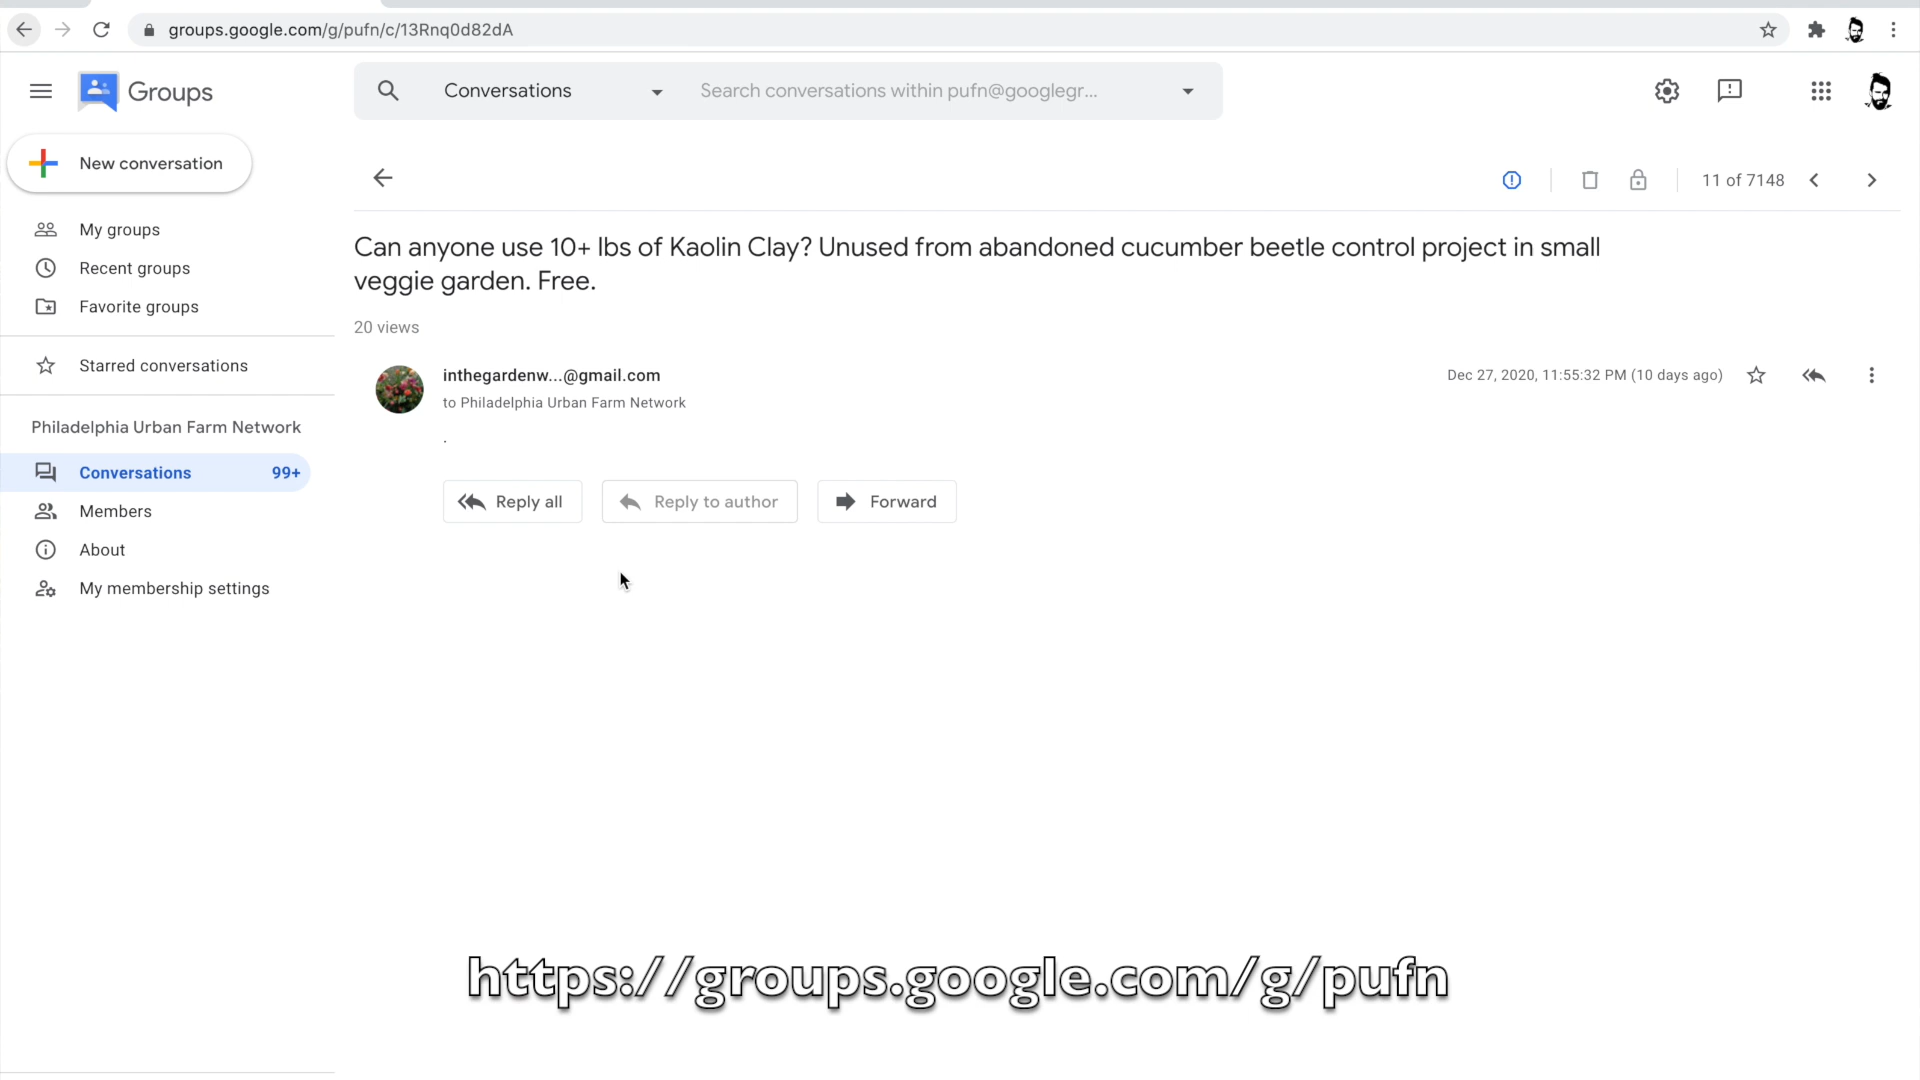 groups.google.com/g/pufn/c/13Rnq0d82dA
Groups
Conversations
Search conversations within pufn@googlegr...
New conversation
11 of 7148
My groups
Recent groups
Favorite groups
Starred conversations
Philadelphia Urban Farm Network
Conversations 99+
Members
About
My membership settings
Can anyone use 10+ lbs of Kaolin Clay? Unused from abandoned cucumber beetle control project in small
veggie garden. Free.
20 views
inthegardenw...@gmail.com
Dec 27, 2020, 11:55:32 PM (10 days ago)
to Philadelphia Urban Farm Network
.
Reply all
Reply to author
Forward
https://groups.google.com/g/pufn